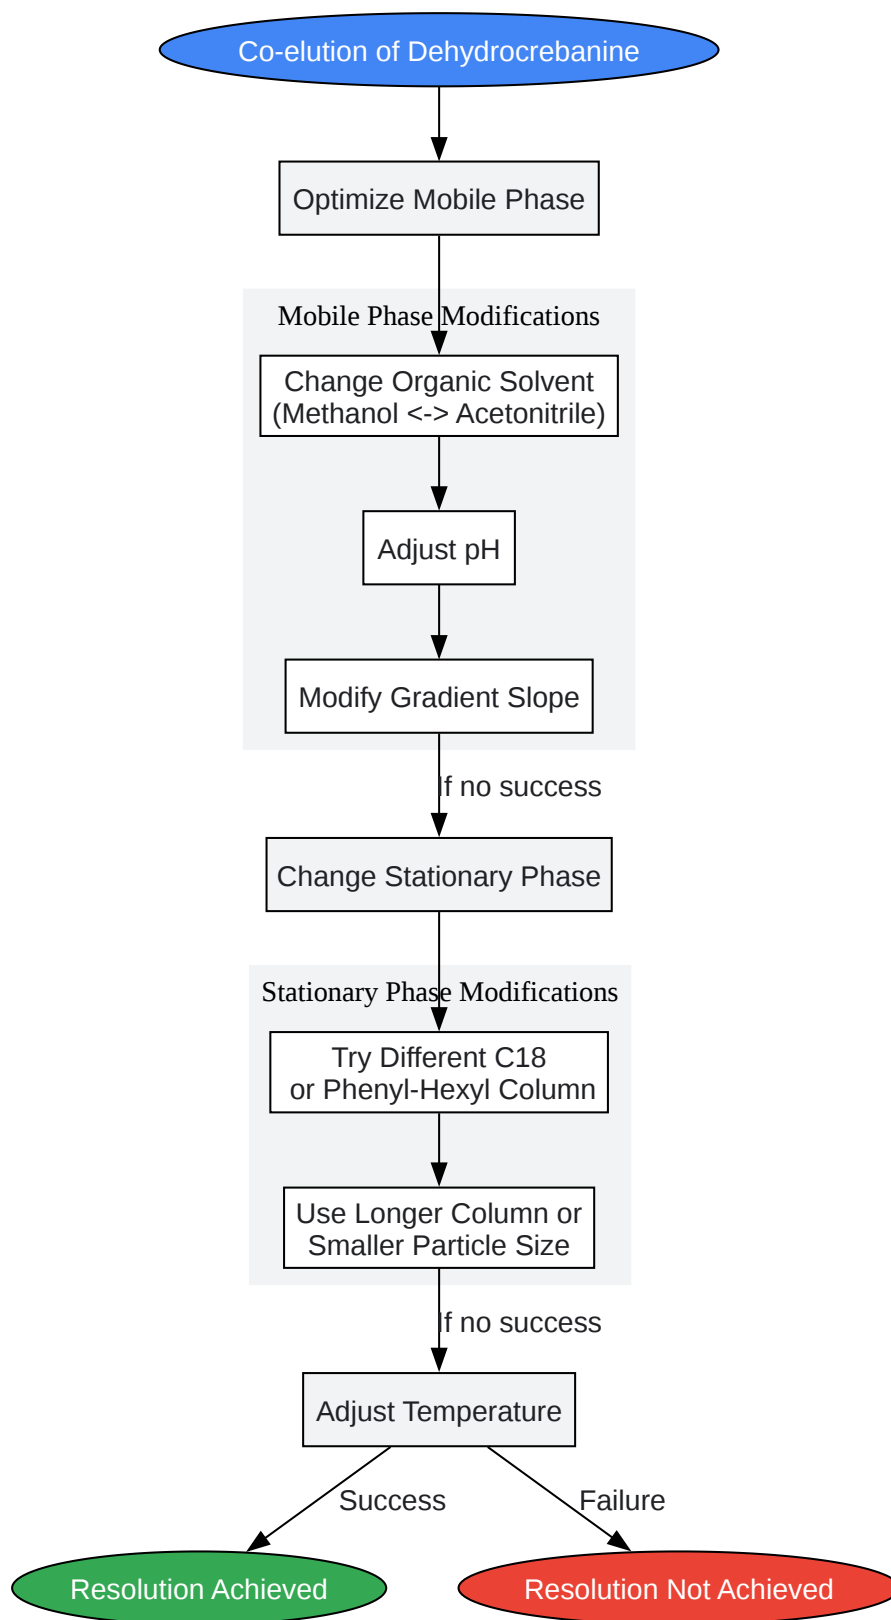 Co-elution of Dehydrocrebanine
Optimize Mobile Phase
Mobile Phase Modifications
Change Organic Solvent
(Methanol <-> Acetonitrile)
Adjust pH
Modify Gradient Slope
If no success
Change Stationary Phase
Stationary Phase Modifications
Try Different C18
or Phenyl-Hexyl Column
Use Longer Column or
Smaller Particle Size
If no success
Adjust Temperature
Success
Failure
Resolution Achieved
Resolution Not Achieved